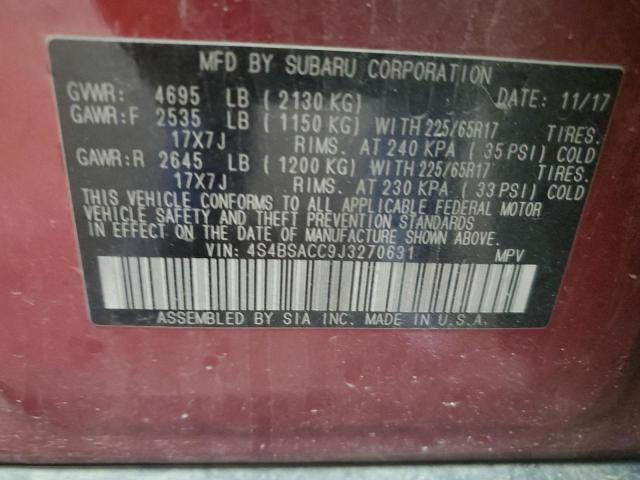 MFD BY SUBARU CORPORATION
GVWR: 4695 LB ( 2130 KG) DATE: 11/17
GAWR:F 2535 LB ( 1150 KG) WITH 225/65R17 TIRES.
17X7J RIMS. AT 240 KPA ( 35 PSI) COLD
GAWR:R 2645 LB ( 1200 KG) WITH 225/65R17 TIRES.
17X7J RIMS. AT 230 KPA ( 33 PSI) COLD
THIS VEHICLE CONFORMS TO ALL APPLICABLE FEDERAL MOTOR
VEHICLE SAFETY AND THEFT PREVENTION STANDARDS
IN EFFECT ON THE DATE OF MANUFACTURE SHOWN ABOVE.
VIN: 4S4BSACC9J3270631 MPV
ASSEMBLED BY SIA INC. MADE IN U.S.A.